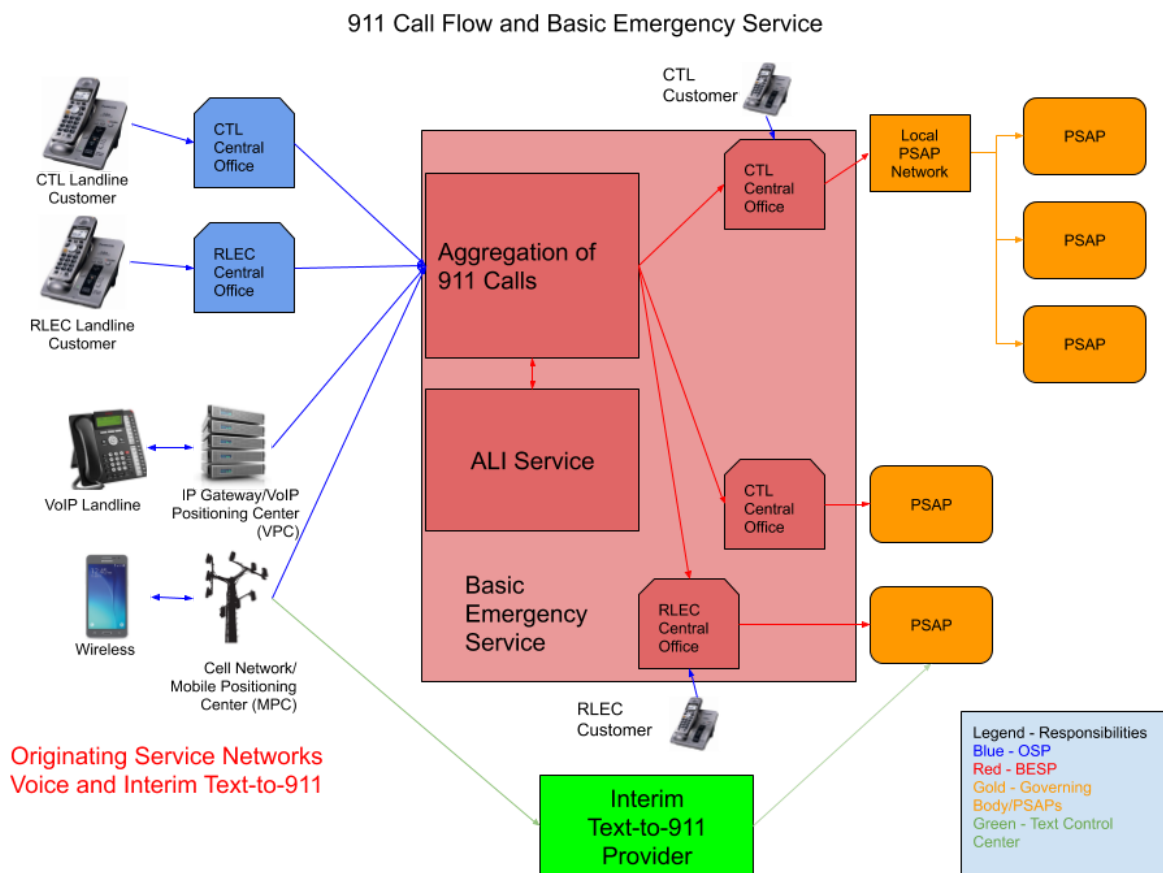 911 Call Flow and Basic Emergency Service
CTL Landline
Customer
CTL
Central
Office
RLEC Landline
Customer
RLEC
Central
Office
VoIP Landline
IP Gateway/VoIP
Positioning Center
(VPC)
Wireless
Cell Network/
Mobile Positioning
Center (MPC)
Originating Service Networks
Voice and Interim Text-to-911
Aggregation of
911 Calls
ALI Service
Basic
Emergency
Service
CTL
Customer
CTL
Central
Office
CTL
Central
Office
RLEC
Central
Office
RLEC
Customer
Interim
Text-to-911
Provider
Local
PSAP
Network
PSAP
PSAP
PSAP
PSAP
PSAP
Legend - Responsibilities
Blue - OSP
Red - BESP
Gold - Governing
Body/PSAPs
Green - Text Control
Center